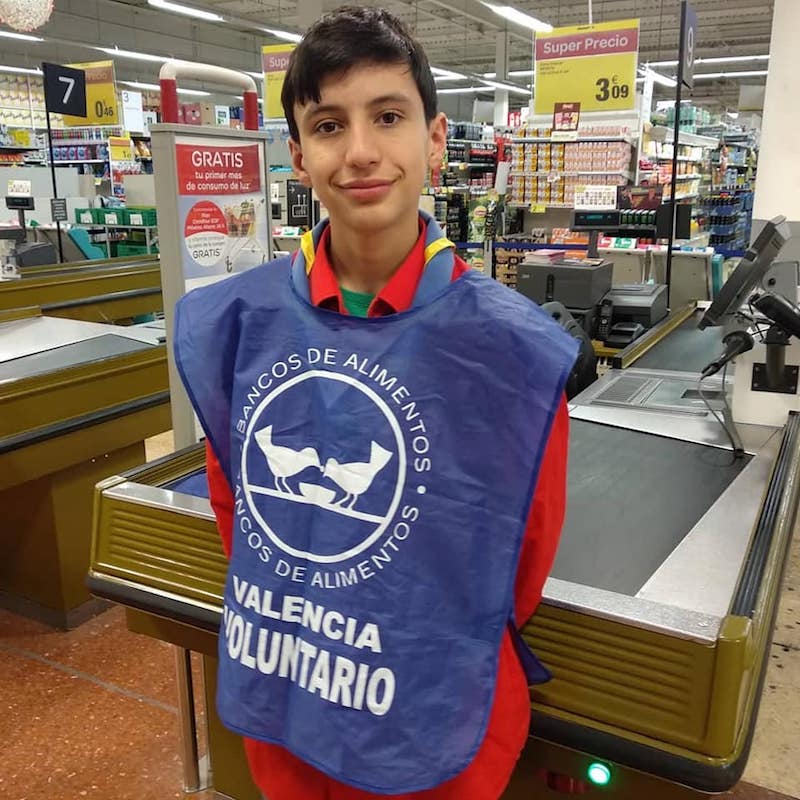 Super Precio
3'09
7
0'46
9
GRATIS
tu primer mes
de consumo de luz*
GRATIS
BANCOS DE ALIMENTOS •
BANCOS DE ALIMENTOS
VALENCIA
VOLUNTARIO